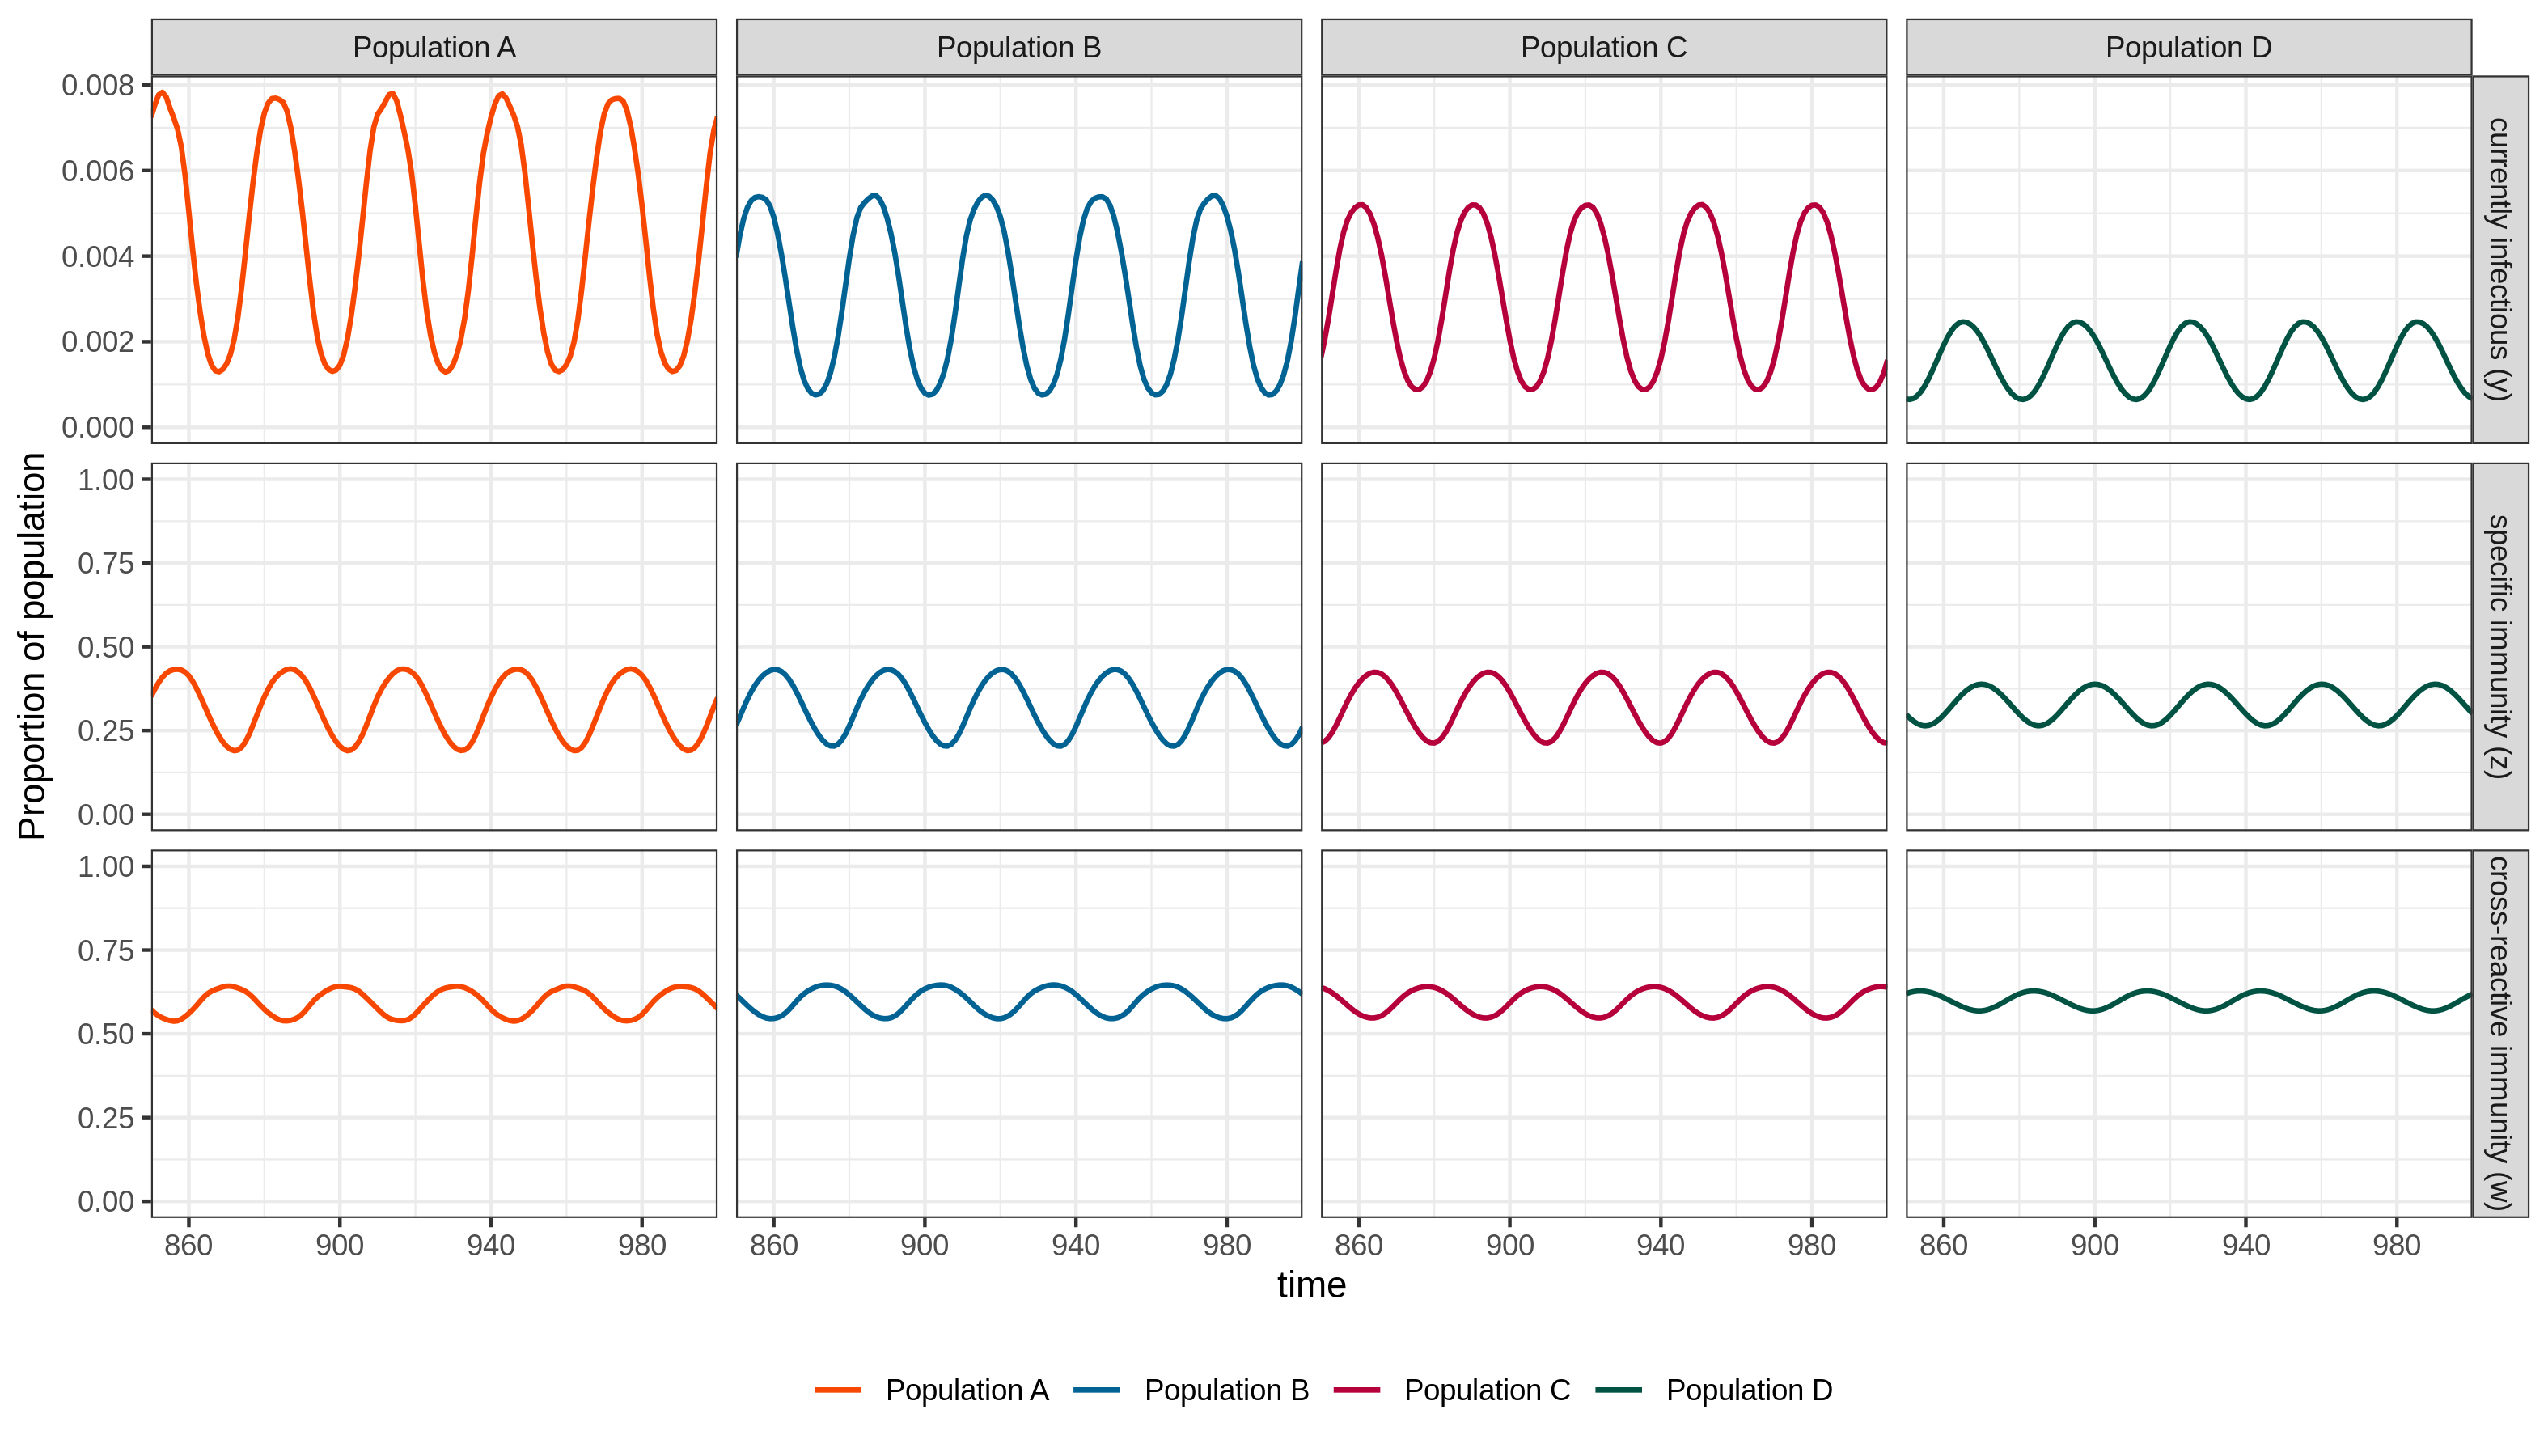 Population A
Population B
Population C
Population D
0.008
0.006
0.004
0.002
0.000
currently infectious (y)
Proportion of population
1.00
0.75
0.50
0.25
0.00
specific immunity (z)
1.00
0.75
0.50
0.25
0.00
cross-reactive immunity (w)
860 900 940 980
860 900 940 980
860 900 940 980
860 900 940 980
time
Population A Population B Population C Population D